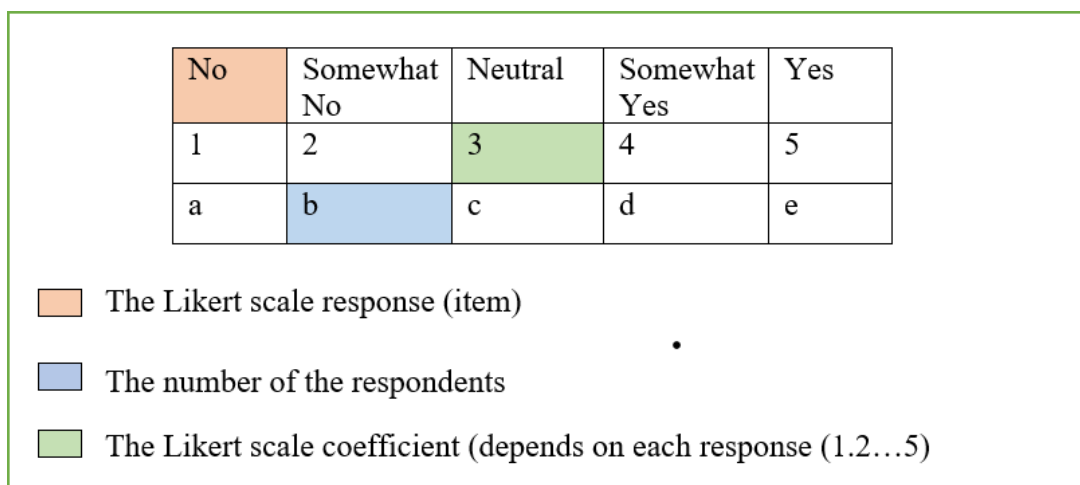 No Somewhat No Neutral Somewhat Yes Yes
1 2 3 4 5
a b c d e
The Likert scale response (item)
The number of the respondents
The Likert scale coefficient (depends on each response (1.2…5)